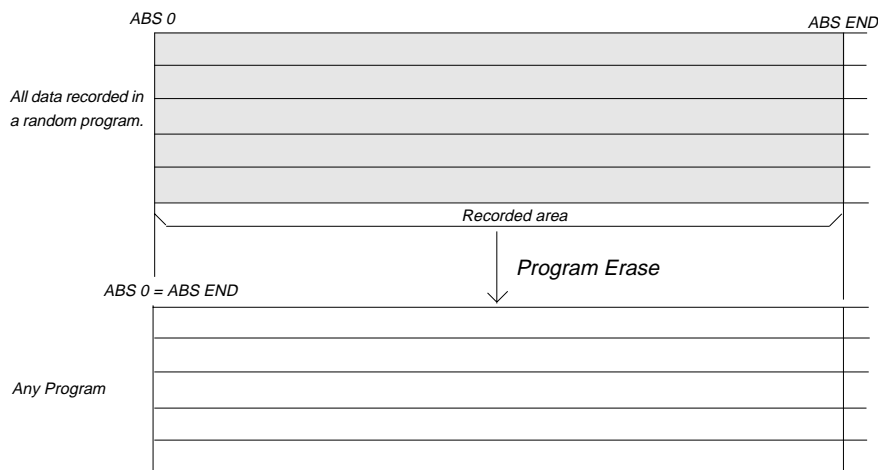 ABS 0
ABS END
All data recorded in
a random program.
Recorded area
Program Erase
ABS 0 = ABS END
Any Program